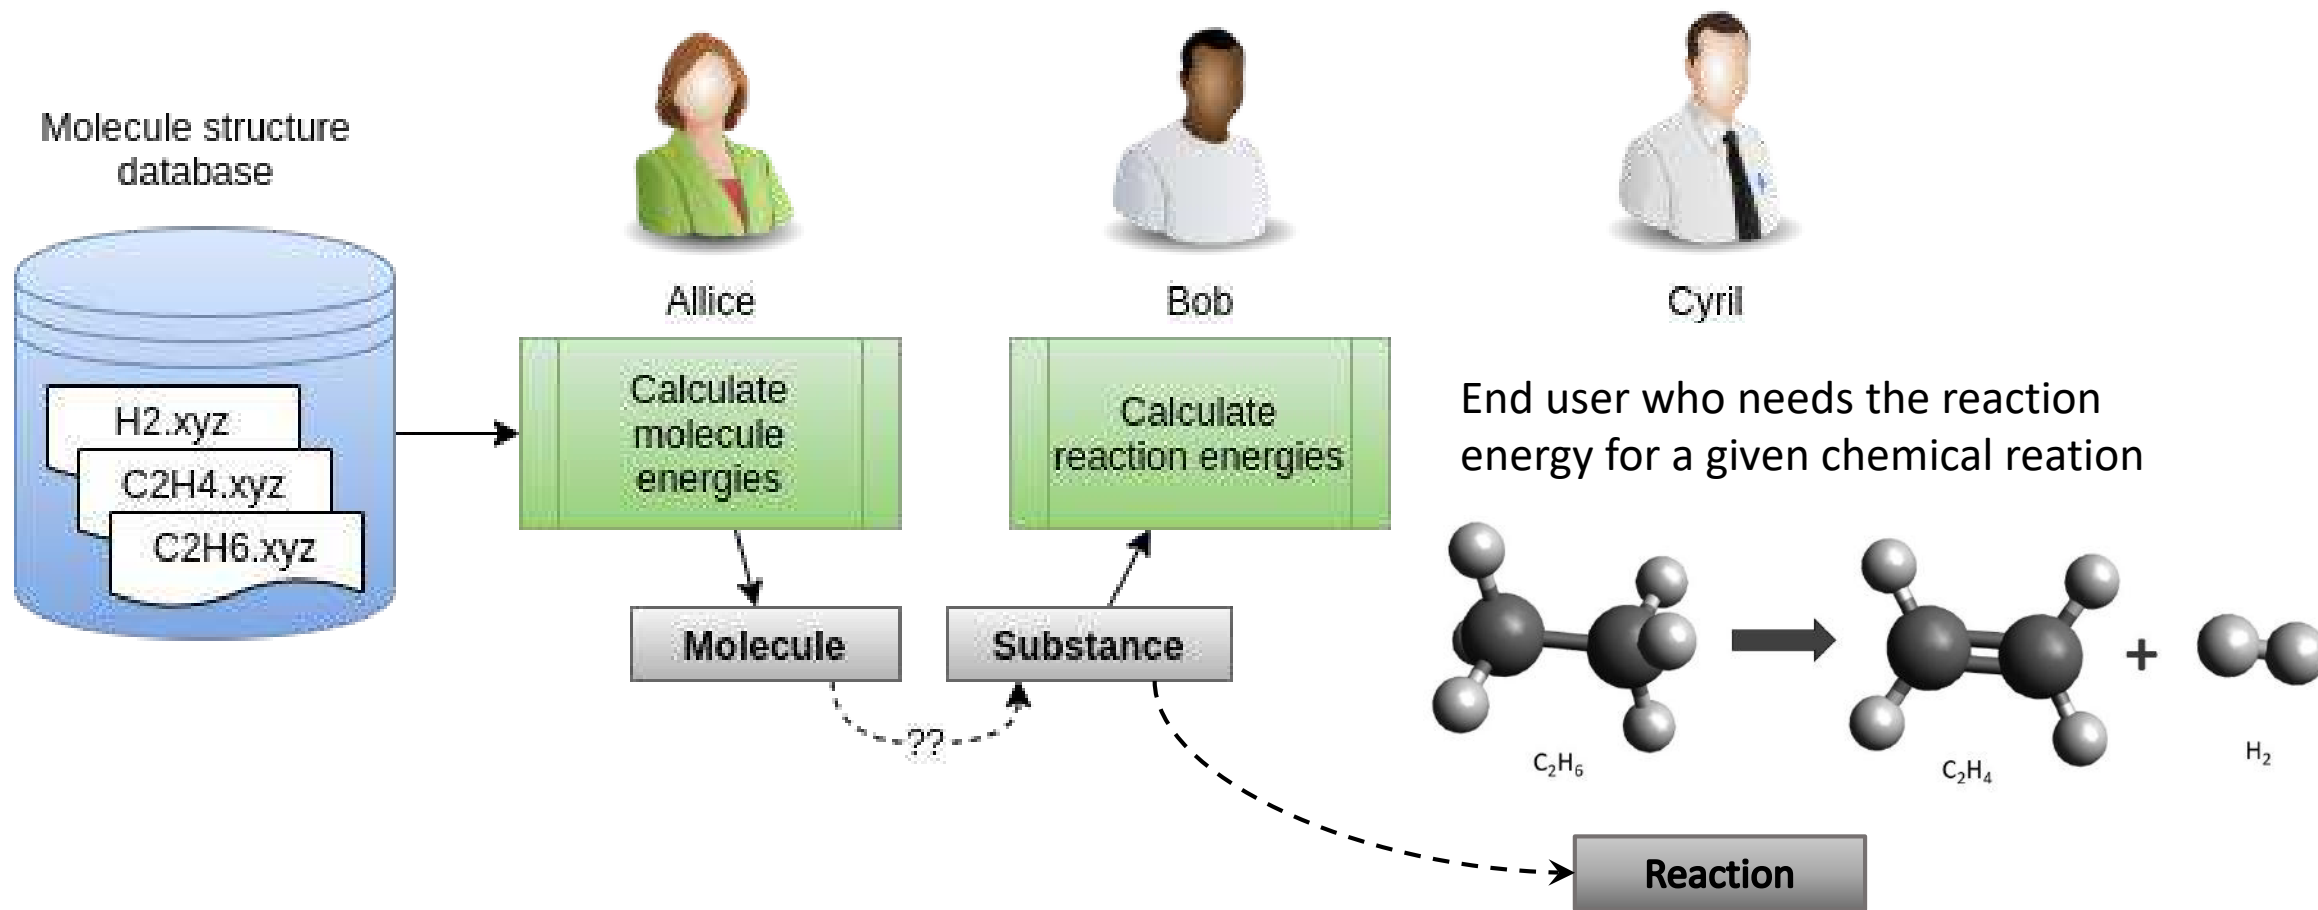 Molecule structure
database
H2.xyz
C2H4.xyz
C2H6.xyz
Allice
Calculate
molecule
energies
Bob
Calculate
reaction energies
Cyril
End user who needs the reaction
energy for a given chemical reation
Molecule
Substance
??
C₂H₆
+
C₂H₄
H₂
Reaction